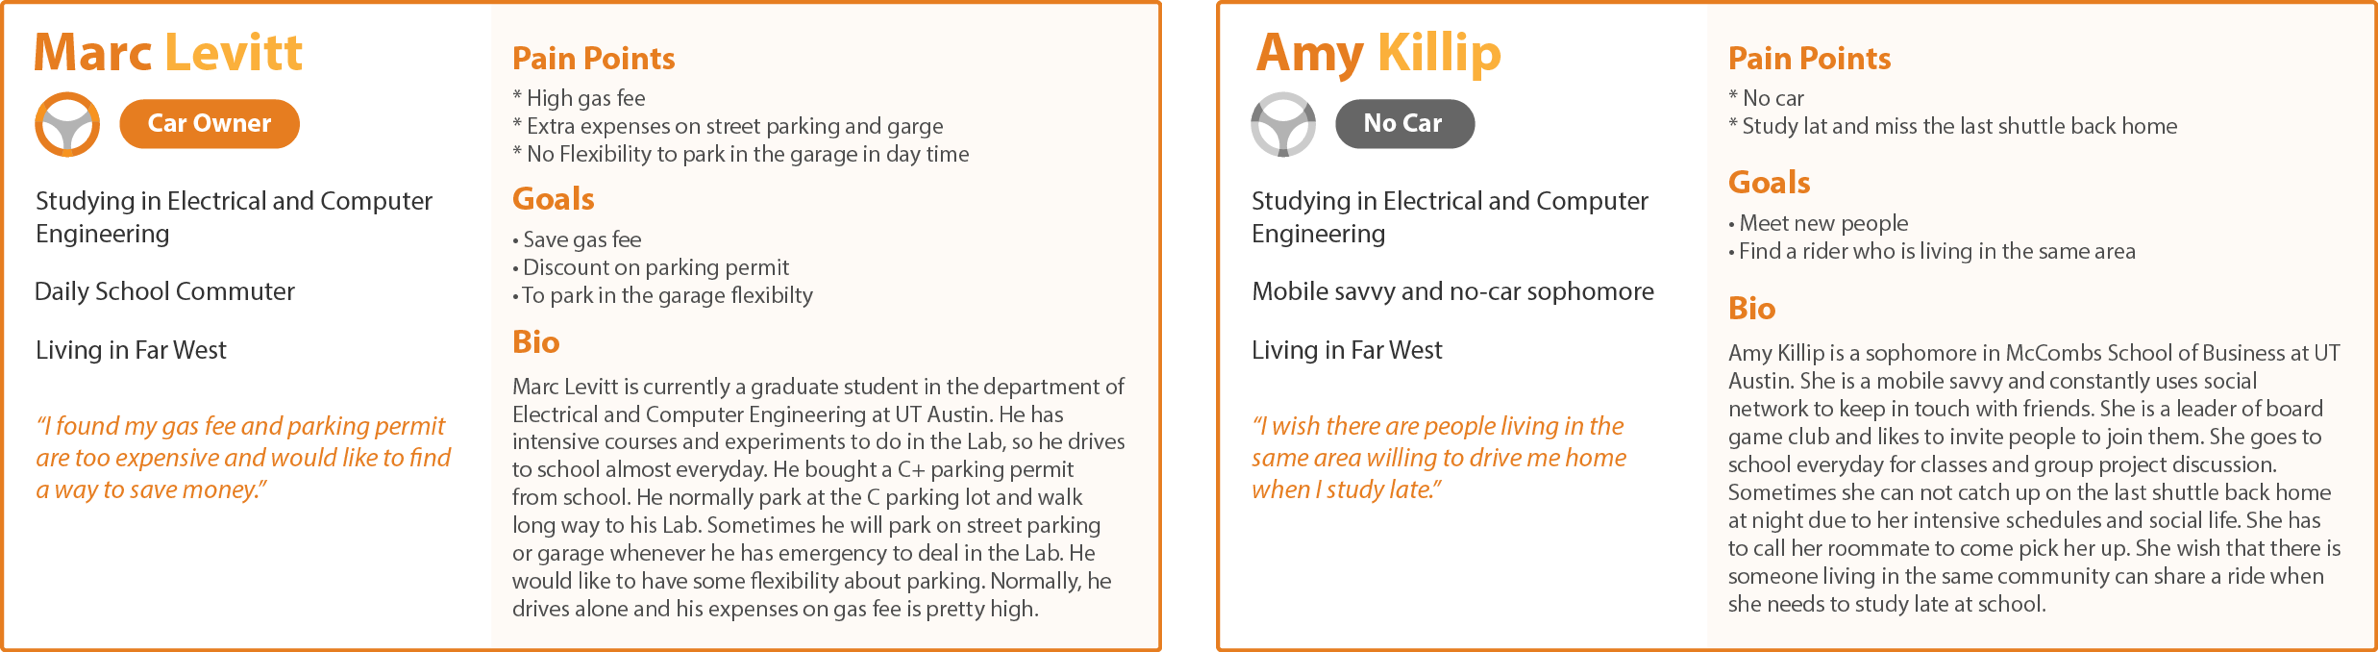 Marc Levitt
Car Owner
Studying in Electrical and Computer
Engineering
Daily School Commuter
Living in Far West
“I found my gas fee and parking permit
are too expensive and would like to find
a way to save money.”
Pain Points
* High gas fee
* Extra expenses on street parking and garge
* No Flexibility to park in the garage in day time
Goals
• Save gas fee
• Discount on parking permit
• To park in the garage flexibilty
Bio
Marc Levitt is currently a graduate student in the department of
Electrical and Computer Engineering at UT Austin. He has
intensive courses and experiments to do in the Lab, so he drives
to school almost everyday. He bought a C+ parking permit
from school. He normally park at the C parking lot and walk
long way to his Lab. Sometimes he will park on street parking
or garage whenever he has emergency to deal in the Lab. He
would like to have some flexibility about parking. Normally, he
drives alone and his expenses on gas fee is pretty high.
Amy Killip
No Car
Studying in Electrical and Computer
Engineering
Mobile savvy and no-car sophomore
Living in Far West
“I wish there are people living in the
same area willing to drive me home
when I study late.”
Pain Points
* No car
* Study lat and miss the last shuttle back home
Goals
• Meet new people
• Find a rider who is living in the same area
Bio
Amy Killip is a sophomore in McCombs School of Business at UT
Austin. She is a mobile savvy and constantly uses social
network to keep in touch with friends. She is a leader of board
game club and likes to invite people to join them. She goes to
school everyday for classes and group project discussion.
Sometimes she can not catch up on the last shuttle back home
at night due to her intensive schedules and social life. She has
to call her roommate to come pick her up. She wish that there is
someone living in the same community can share a ride when
she needs to study late at school.